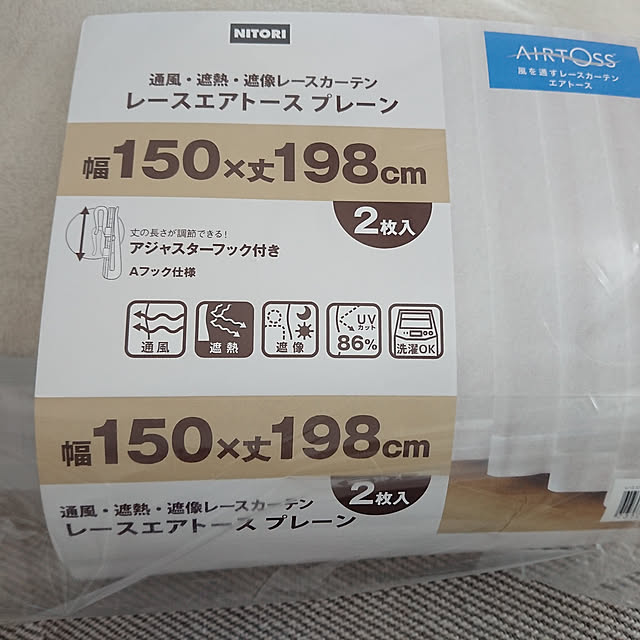 NITORI
通風・遮熱・遮像レースカーテン
レースエアトース プレーン
AIRTOSS
風を通すレースカーテン
エアトース
幅150×丈198cm
2枚入
丈の長さが調節できる!
アジャスターフック付き
Aフック仕様
UV
カット
86%
通風
遮熱
遮像
洗濯OK
幅150×丈198cm
2枚入
通風・遮熱・遮像レースカーテン
レースエアトース プレーン